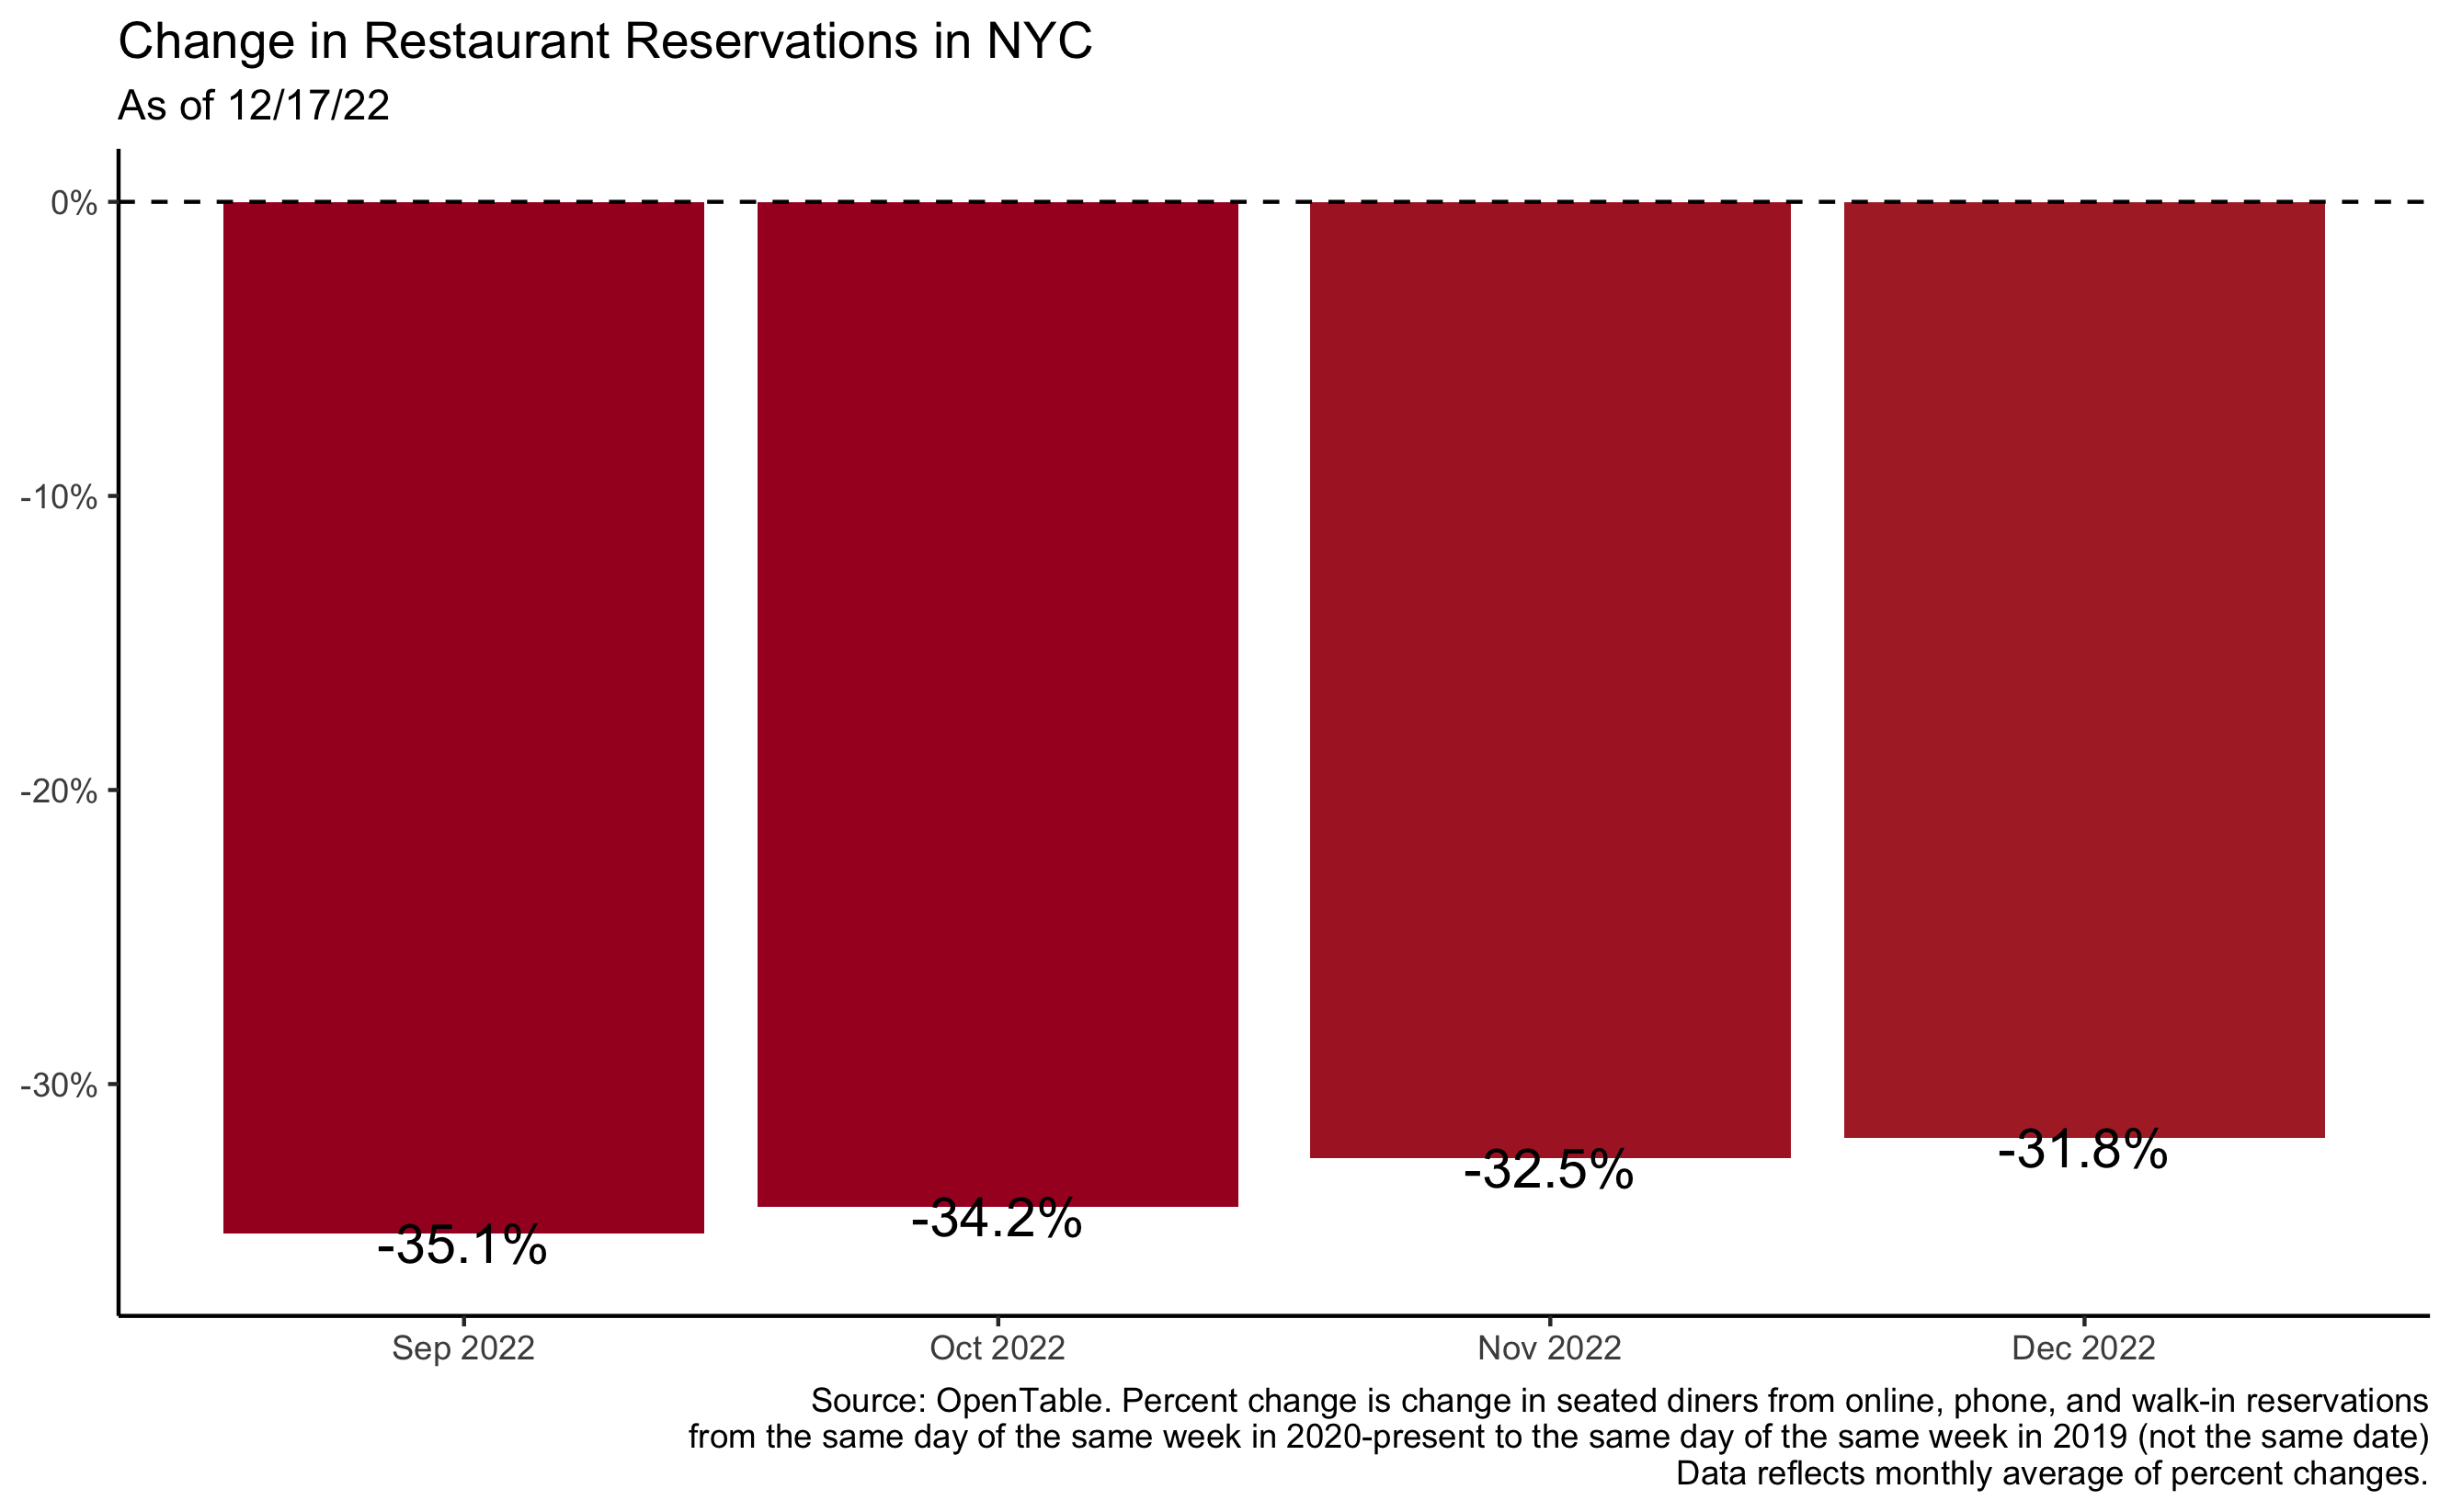 Change in Restaurant Reservations in NYC
As of 12/17/22
0%
-10%
-20%
-30%
-35.1%
-34.2%
-32.5%
-31.8%
Sep 2022
Oct 2022
Nov 2022
Dec 2022
Source: OpenTable. Percent change is change in seated diners from online, phone, and walk-in reservations
from the same day of the same week in 2020-present to the same day of the same week in 2019 (not the same date)
Data reflects monthly average of percent changes.